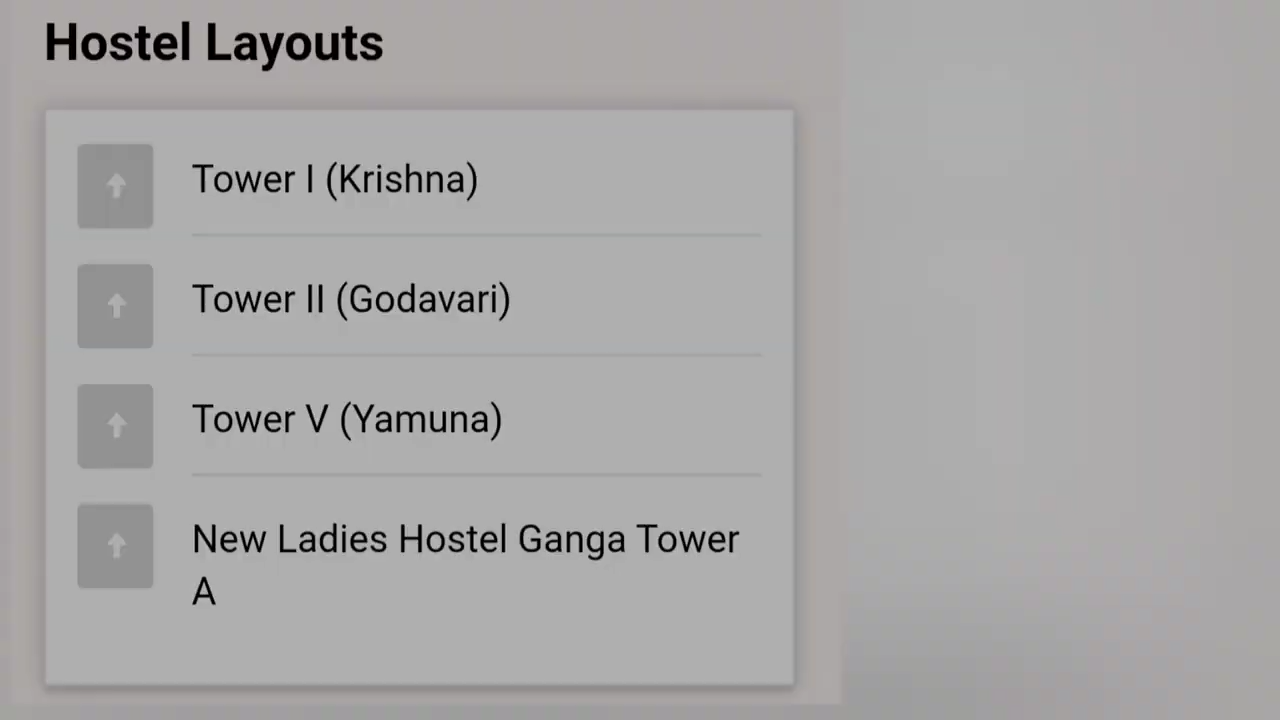 Hostel Layouts
Tower I (Krishna)
Tower II (Godavari)
Tower V (Yamuna)
New Ladies Hostel Ganga Tower
A